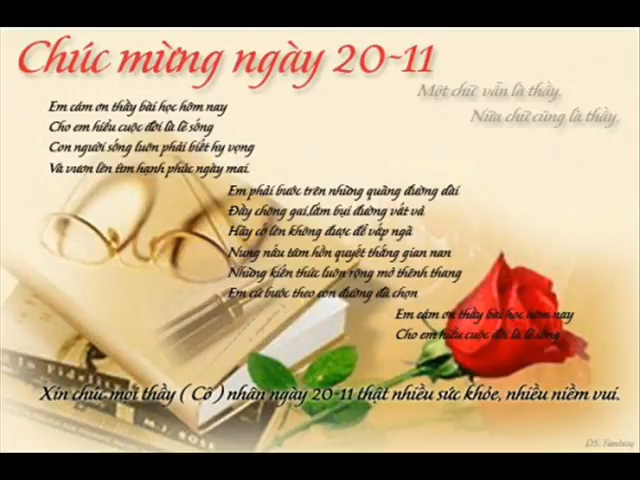 Chúc mừng ngày 20-11
Một chữ vẫn là thầy.
Nửa chữ cũng là thầy.
Em cám ơn thầy bài học hôm nay
Cho em hiểu cuộc đời là lẽ sống
Con người sống luôn phải biết hy vọng
Và vươn lên tìm hạnh phúc ngày mai.
Em phải bước trên những quãng đường dài
Đầy chông gai, lấm bụi đường vất vả
Hãy cố lên không được để vấp ngã
Nung nấu tâm hồn quyết thắng gian nan
Những kiến thức luôn rộng mở thênh thang
Em cứ bước theo con đường đã chọn
Em cám ơn thầy bài học hôm nay
Cho em hiểu cuộc đời là lẽ sống
Xin chúc mọi thầy ( Cô ) nhân ngày 20-11 thật nhiều sức khỏe, nhiều niềm vui.
M. J. ROSS
DS: